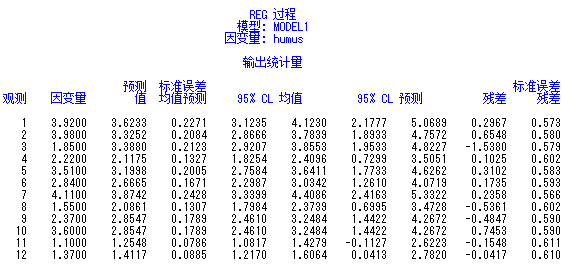 REG 过程
模型: MODEL1
因变量: humus
输出统计量
预测 标准误差 标准误差
观测 因变量 值 均值预测 95% CL 均值 95% CL 预测 残差 残差
1 3.9200 3.6233 0.2271 3.1235 4.1230 2.1777 5.0689 0.2967 0.573
2 3.9800 3.3252 0.2084 2.8666 3.7839 1.8933 4.7572 0.6548 0.580
3 1.8500 3.3880 0.2123 2.9207 3.8553 1.9533 4.8227 -1.5380 0.579
4 2.2200 2.1175 0.1327 1.8254 2.4096 0.7299 3.5051 0.1025 0.602
5 3.5100 3.1998 0.2005 2.7584 3.6411 1.7733 4.6262 0.3102 0.583
6 2.8400 2.6665 0.1671 2.2987 3.0342 1.2610 4.0719 0.1735 0.593
7 4.1100 3.8742 0.2428 3.3399 4.4086 2.4163 5.3322 0.2358 0.566
8 1.5500 2.0861 0.1307 1.7984 2.3739 0.6995 3.4728 -0.5361 0.602
9 2.3700 2.8547 0.1789 2.4610 3.2484 1.4422 4.2672 -0.4847 0.590
10 3.6000 2.8547 0.1789 2.4610 3.2484 1.4422 4.2672 0.7453 0.590
11 1.1000 1.2548 0.0786 1.0817 1.4279 -0.1127 2.6223 -0.1548 0.611
12 1.3700 1.4117 0.0885 1.2170 1.6064 0.0413 2.7820 -0.0417 0.610